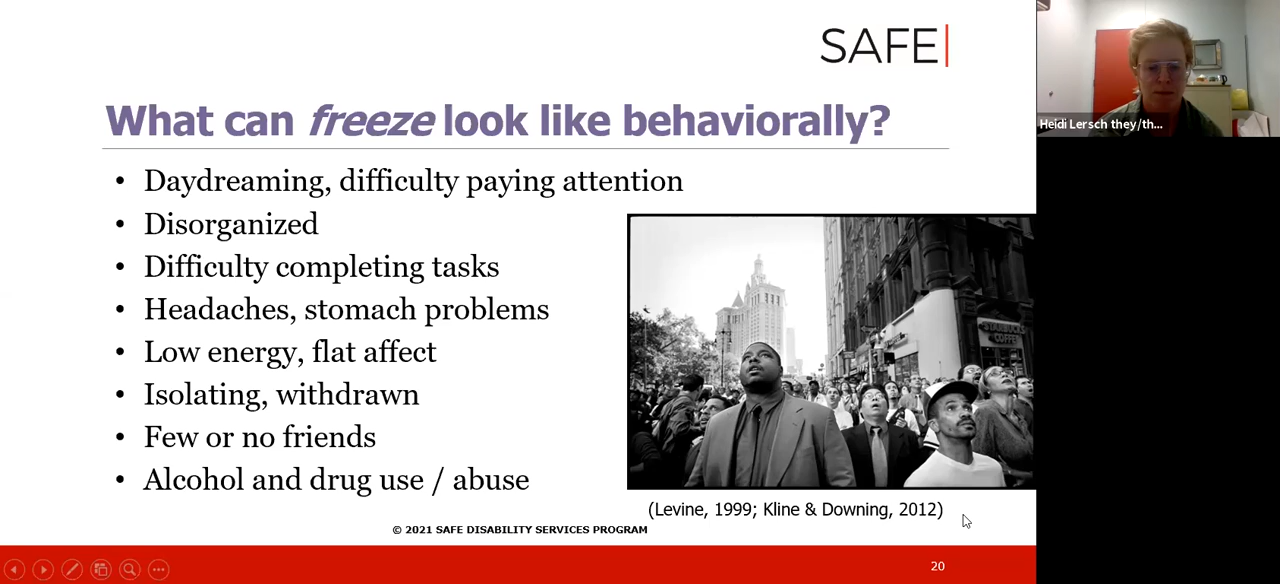 SAFE
What can freeze look like behaviorally?
• Daydreaming, difficulty paying attention
• Disorganized
• Difficulty completing tasks
• Headaches, stomach problems
• Low energy, flat affect
• Isolating, withdrawn
• Few or no friends
• Alcohol and drug use / abuse
STARBUCKS
COFFEE
(Levine, 1999; Kline & Downing, 2012)
© 2021 SAFE DISABILITY SERVICES PROGRAM
20
Heidi Lersch they/th...